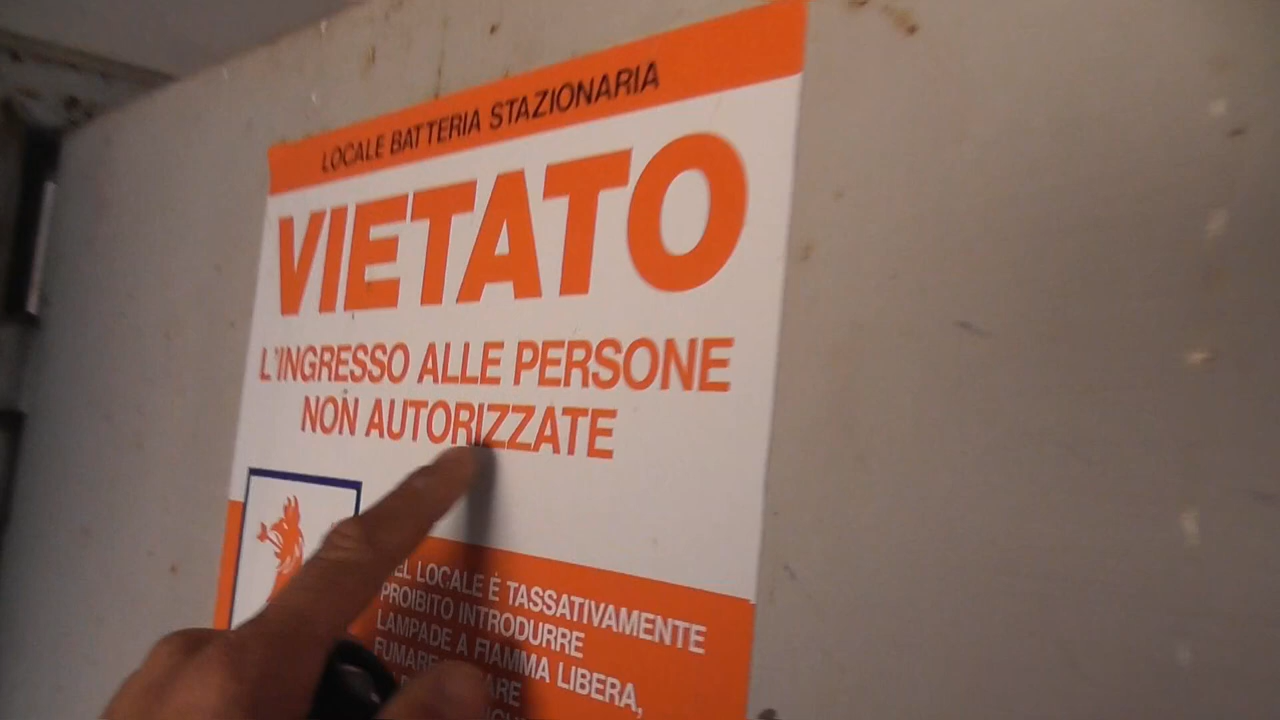 LOCALE BATTERIA STAZIONARIA
VIETATO
L'INGRESSO ALLE PERSONE
NON AUTORIZZATE
EL LOCALE È TASSATIVAMENTE
PROIBITO INTRODURRE
LAMPADE A FIAMMA LIBERA,
FUMARE